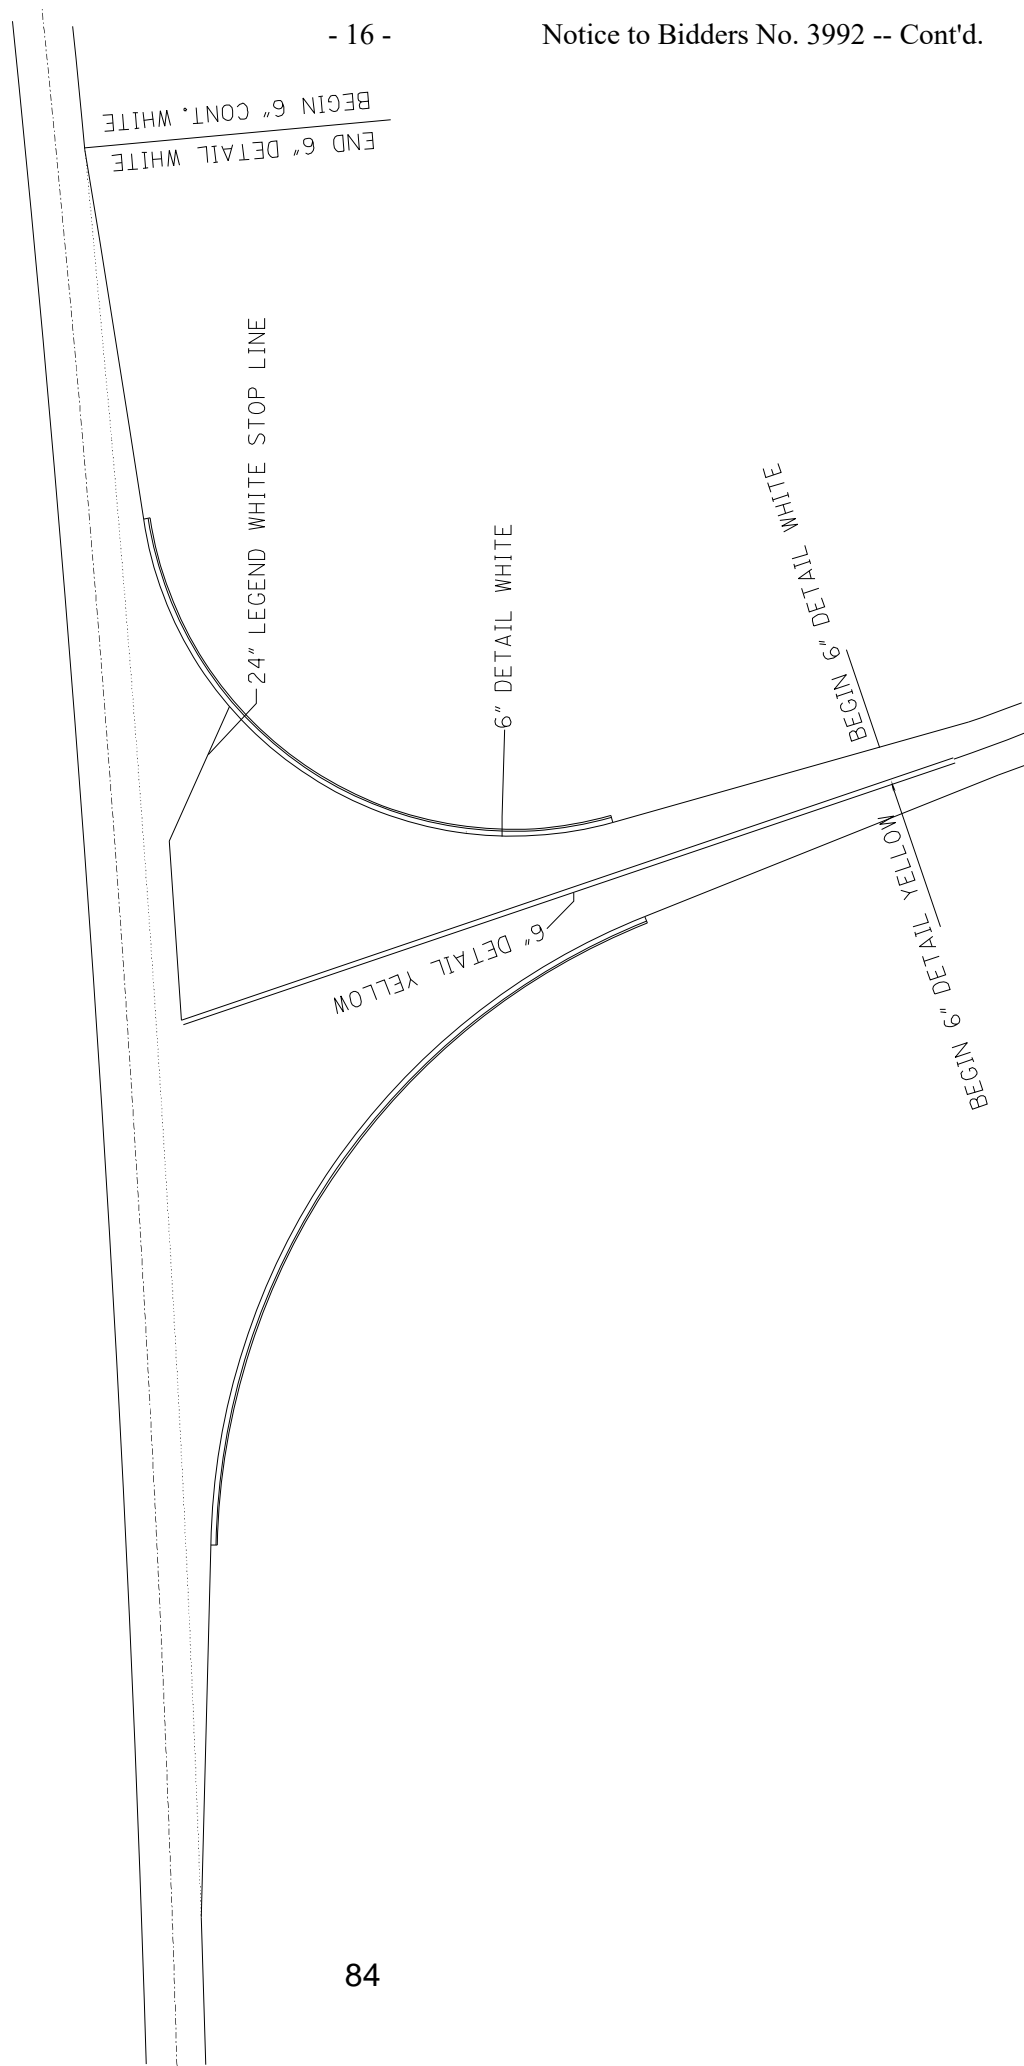 - 16 -
Notice to Bidders No. 3992 -- Cont'd.
BEGIN 6" CONT. WHITE
END 6" DETAIL WHITE
24" LEGEND WHITE STOP LINE
6" DETAIL WHITE
BEGIN 6" DETAIL WHITE
6" DETAIL YELLOW
BEGIN 6" DETAIL YELLOW
84